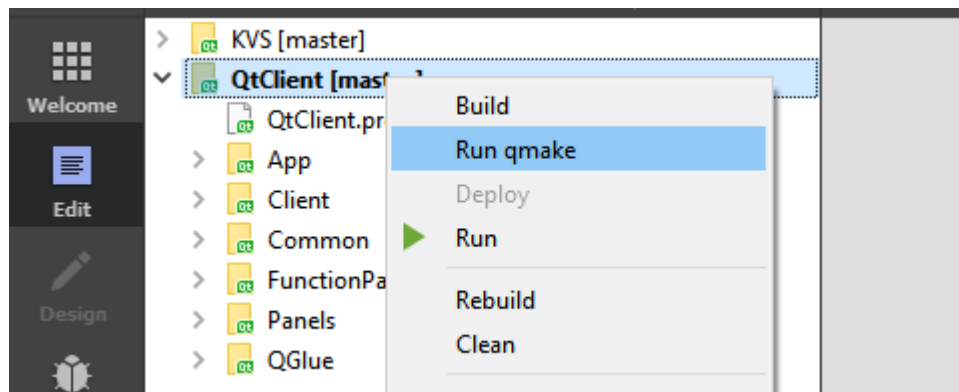 KVS [master]
QtClient [mast
QtClient.pr
App
Client
Common
FunctionPa
Panels
QGlue
Welcome
Edit
Design
Build
Run qmake
Deploy
Run
Rebuild
Clean